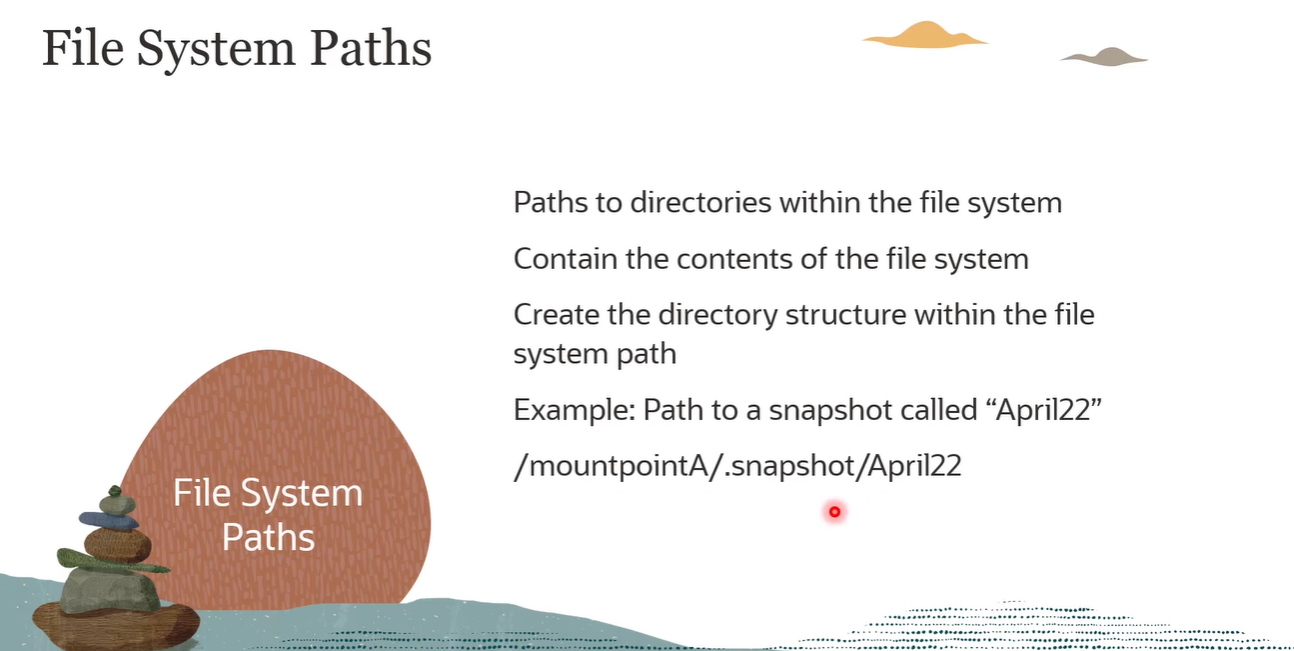 File System Paths
Paths to directories within the file system
Contain the contents of the file system
Create the directory structure within the file
system path
Example: Path to a snapshot called “April22”
/mountpointA/.snapshot/April22
File System
Paths